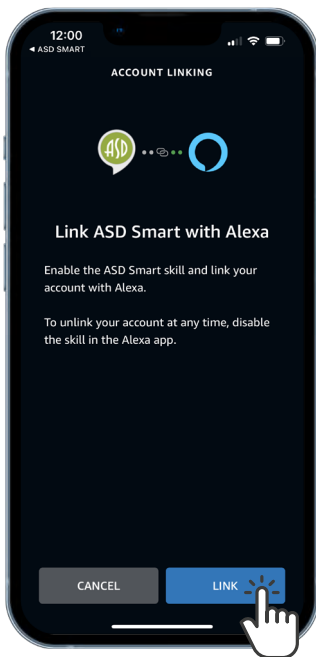 12:00
◀ ASD SMART
ACCOUNT LINKING
ASD
Link ASD Smart with Alexa
Enable the ASD Smart skill and link your
account with Alexa.
To unlink your account at any time, disable
the skill in the Alexa app.
CANCEL
LINK